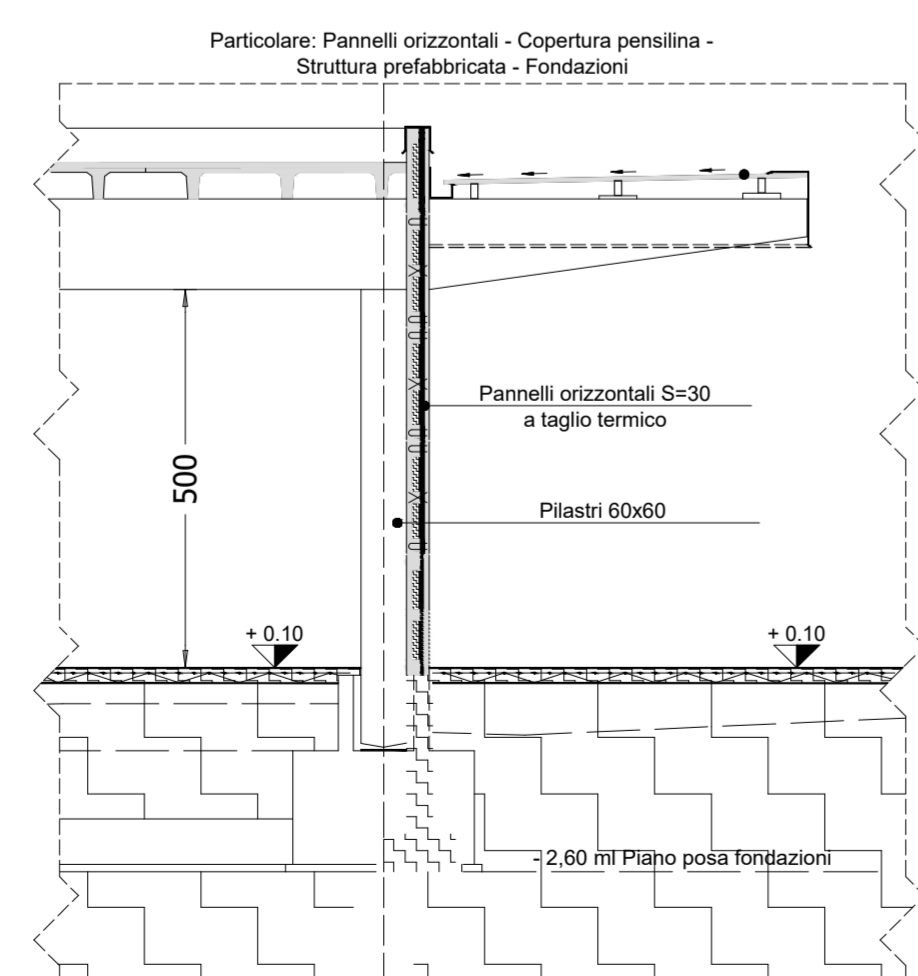 Particolare: Pannelli orizzontali - Copertura pensilina -
Struttura prefabbricata - Fondazioni
Pannelli orizzontali S=30
a taglio termico
500
Pilastri 60x60
+ 0.10
+ 0.10
- 2,60 ml Piano posa fondazioni